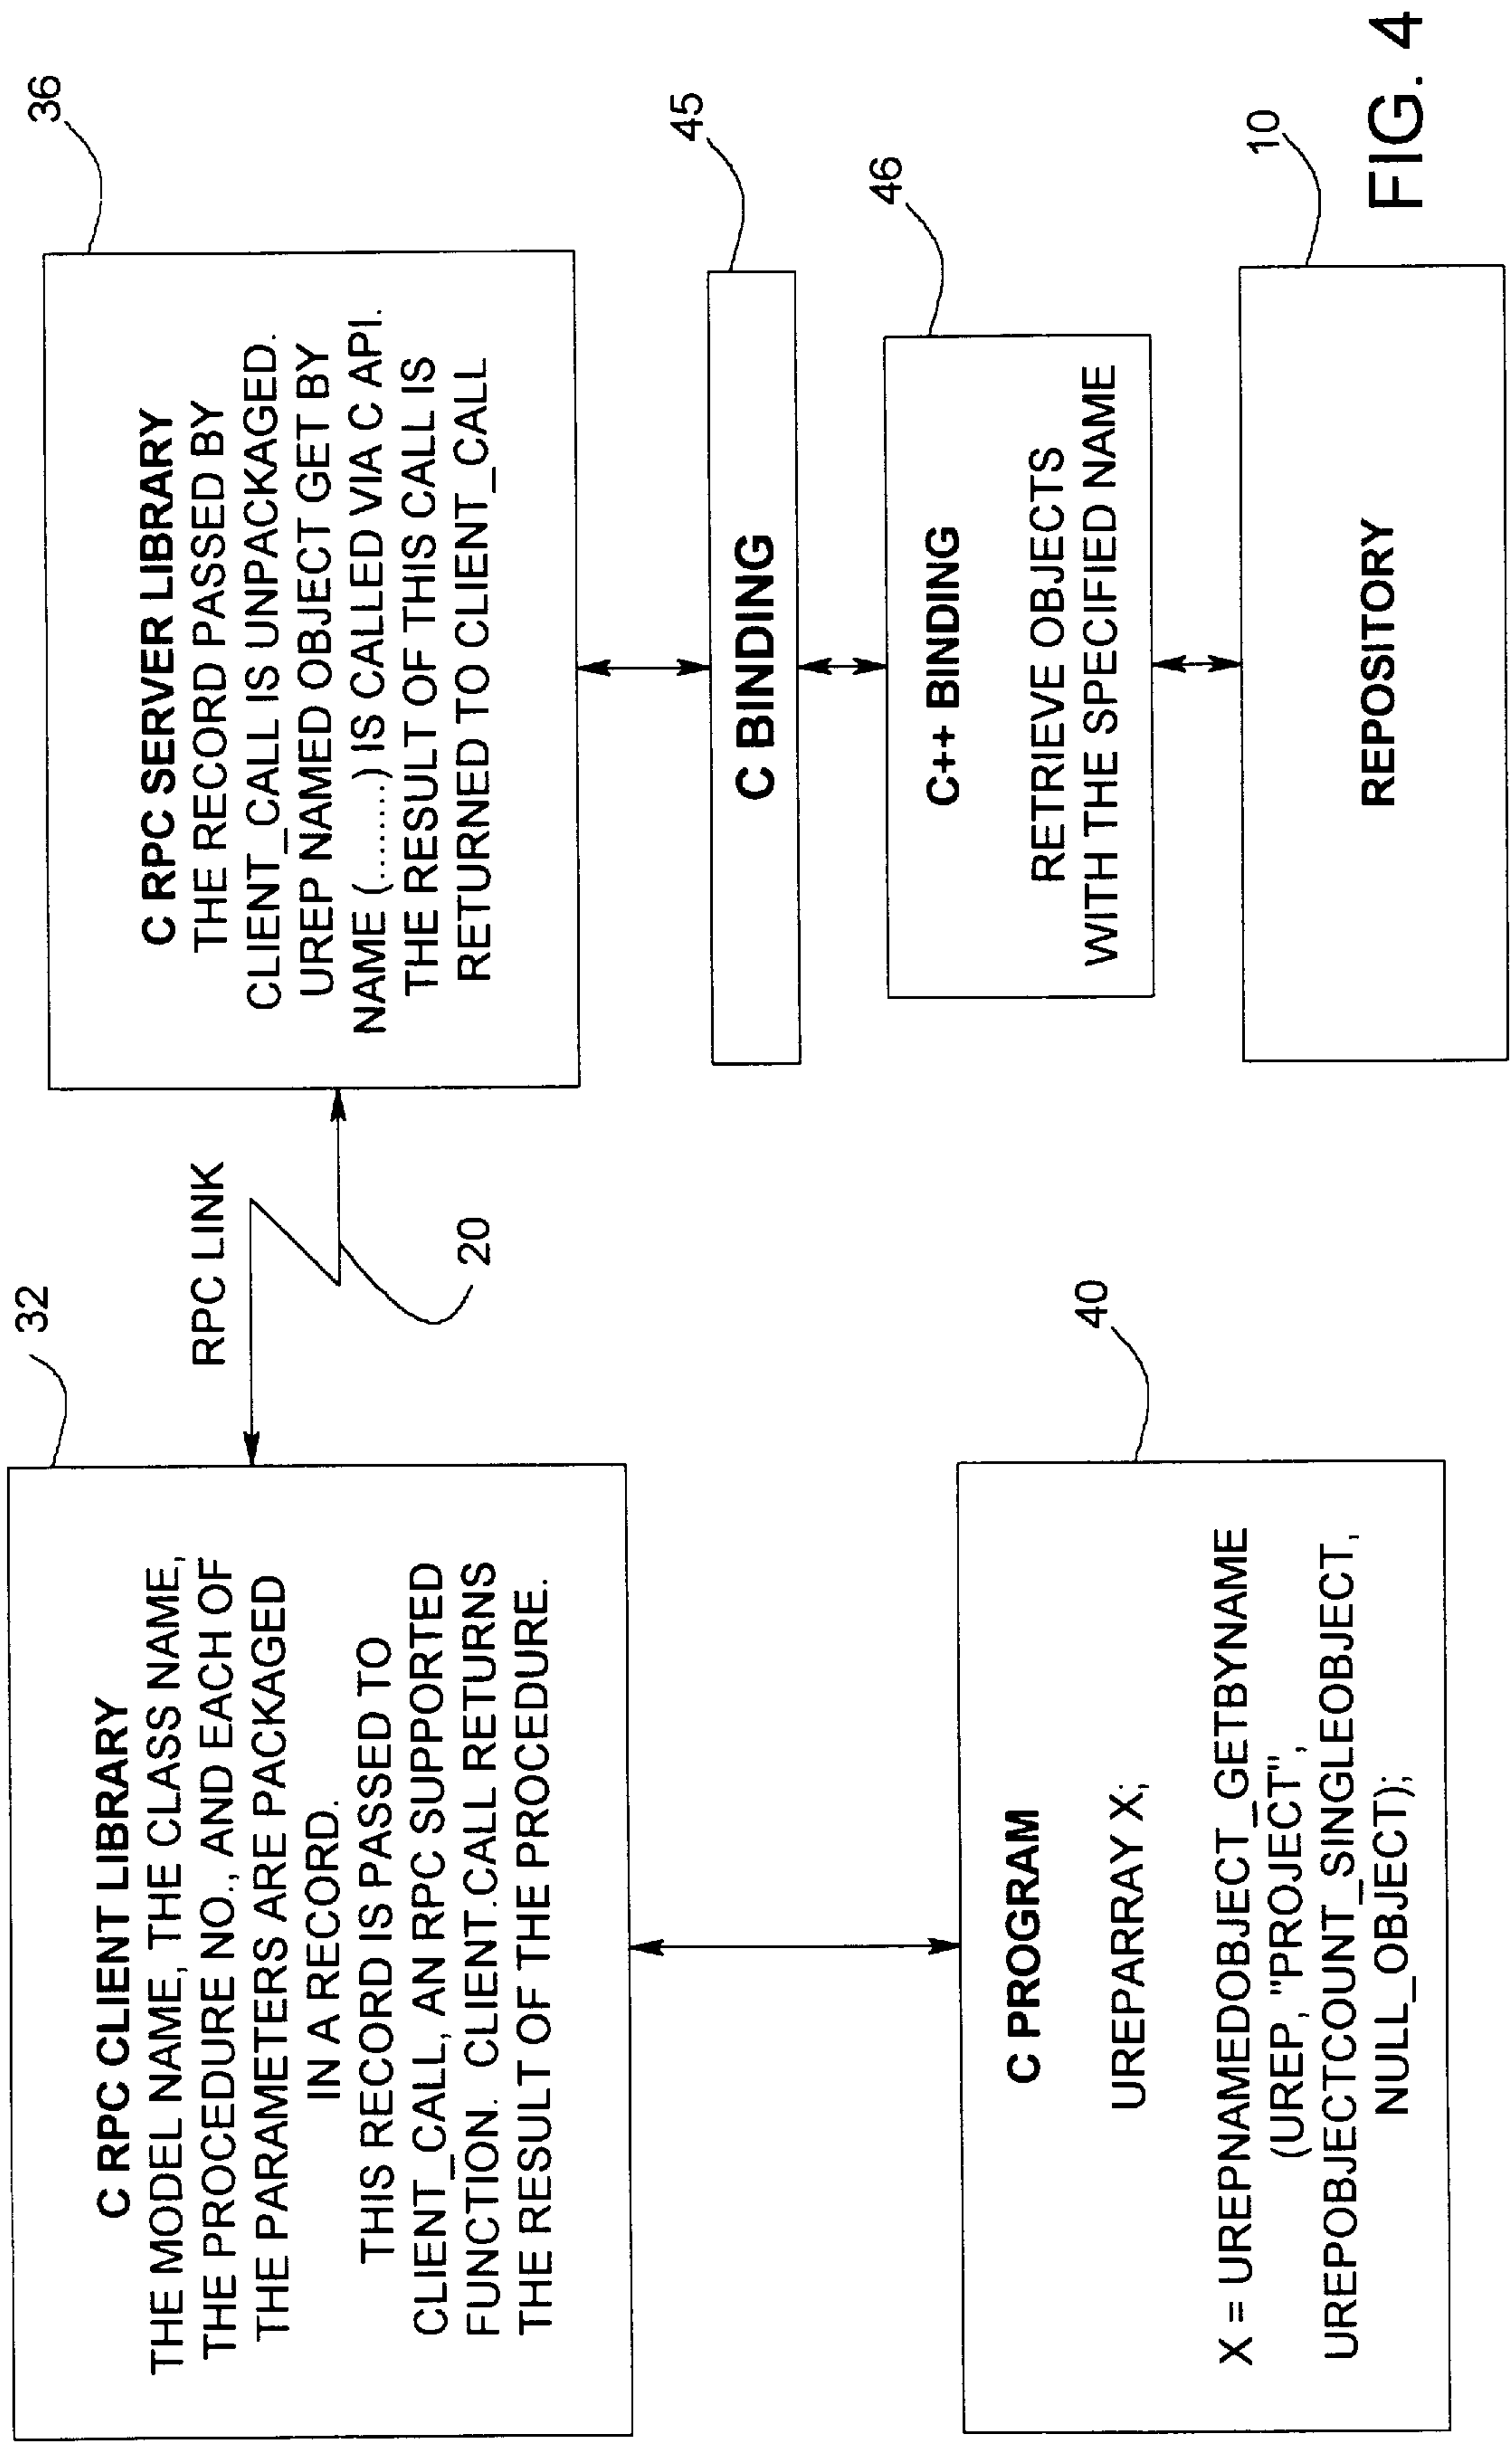 32
C RPC CLIENT LIBRARY
THE MODEL NAME, THE CLASS NAME,
THE PROCEDURE NO., AND EACH OF
THE PARAMETERS ARE PACKAGED
IN A RECORD.
THIS RECORD IS PASSED TO
CLIENT_CALL, AN RPC SUPPORTED
FUNCTION. CLIENT.CALL RETURNS
THE RESULT OF THE PROCEDURE.
RPC LINK
20
36
C RPC SERVER LIBRARY
THE RECORD PASSED BY
CLIENT_CALL IS UNPACKAGED.
UREP NAMED OBJECT GET BY
NAME (.......) IS CALLED VIA C API.
THE RESULT OF THIS CALL IS
RETURNED TO CLIENT_CALL
40
C PROGRAM
UREPARRAY X;
X = UREPNAMEDOBJECT_GETBYNAME
(UREP, "PROJECT",
UREPOBJECTCOUNT_SINGLEOBJECT,
NULL_OBJECT);
45
C BINDING
46
C++ BINDING
RETRIEVE OBJECTS
WITH THE SPECIFIED NAME
10
REPOSITORY
FIG. 4